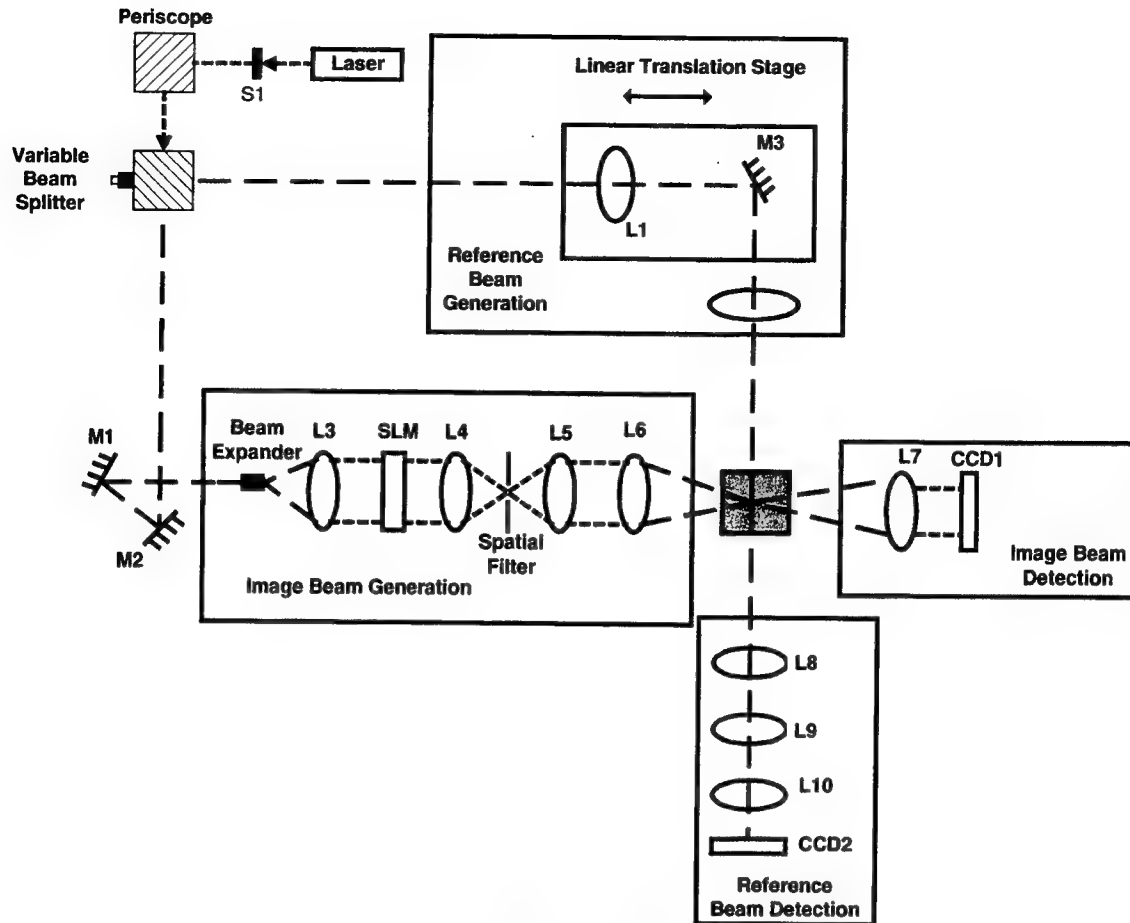 Periscope
Laser
S1
Linear Translation Stage
M3
L1
Variable
Beam
Splitter
Reference
Beam
Generation
M1
M2
Beam
Expander
L3
SLM
L4
L5
L6
Spatial
Filter
Image Beam Generation
L7
CCD1
Image Beam
Detection
L8
L9
L10
CCD2
Reference
Beam Detection